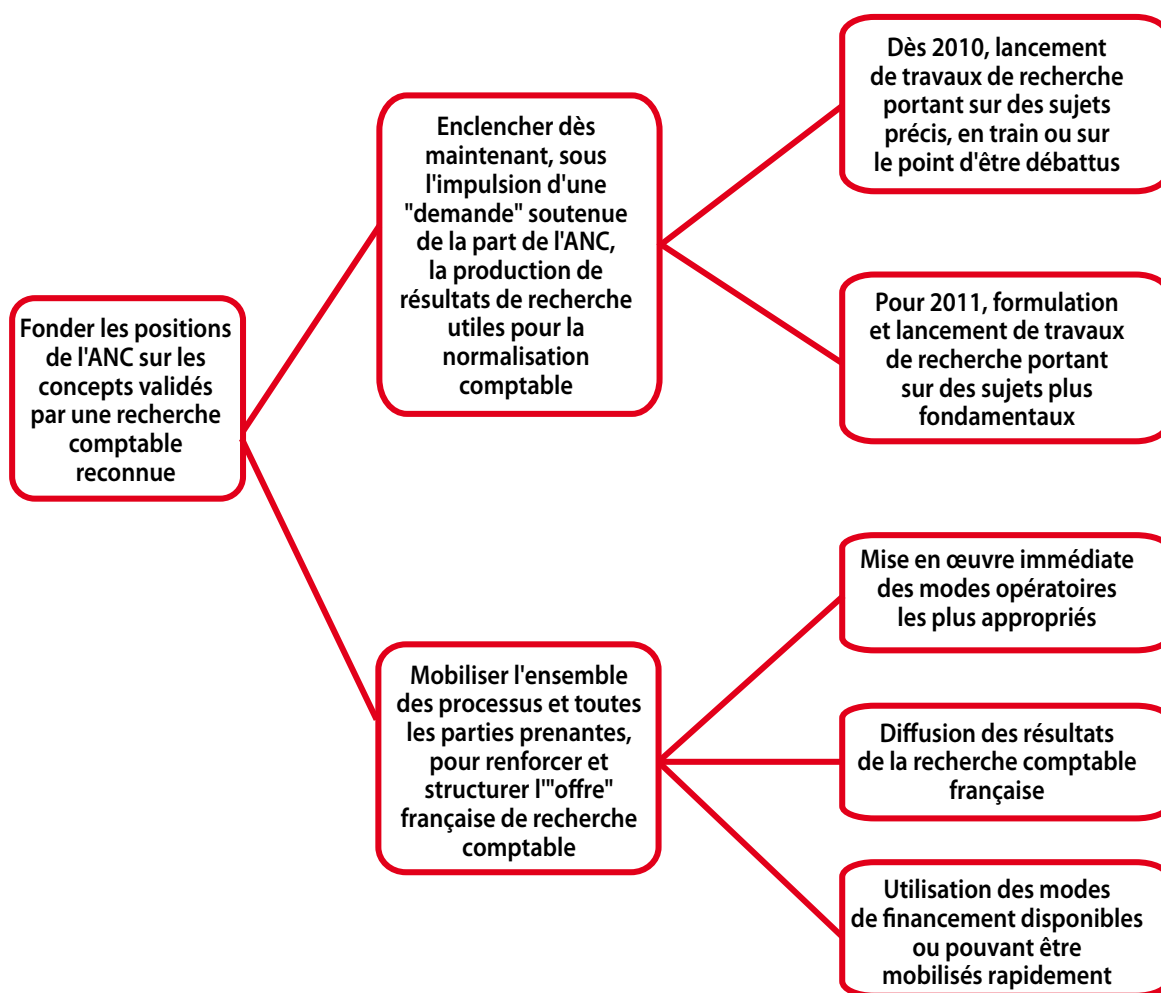 Fonder les positions
de l'ANC sur les
concepts validés
par une recherche
comptable
reconnue
Enclencher dès
maintenant, sous
l'impulsion d'une
"demande" soutenue
de la part de l'ANC,
la production de
résultats de recherche
utiles pour la
normalisation
comptable
Dès 2010, lancement
de travaux de recherche
portant sur des sujets
précis, en train ou sur
le point d'être débattus
Pour 2011, formulation
et lancement de travaux
de recherche portant
sur des sujets plus
fondamentaux
Mobiliser l'ensemble
des processus et toutes
les parties prenantes,
pour renforcer et
structurer l'"offre"
française de recherche
comptable
Mise en œuvre immédiate
des modes opératoires
les plus appropriés
Diffusion des résultats
de la recherche comptable
française
Utilisation des modes
de financement disponibles
ou pouvant être
mobilisés rapidement